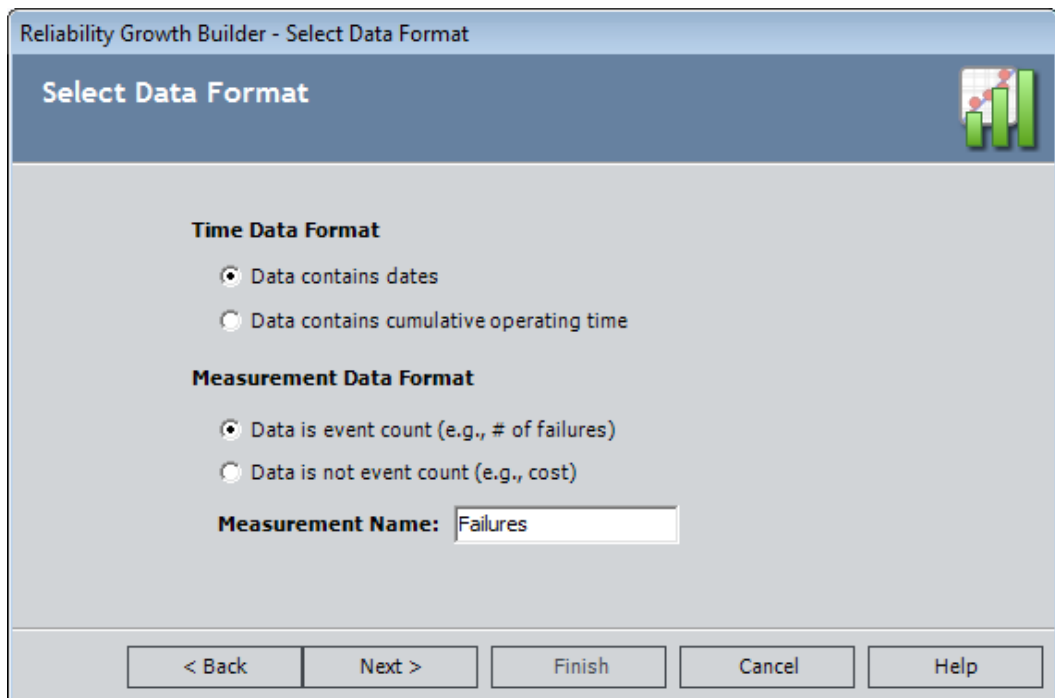 Reliability Growth Builder - Select Data Format
Select Data Format
Time Data Format
Data contains dates
Data contains cumulative operating time
Measurement Data Format
Data is event count (e.g., # of failures)
Data is not event count (e.g., cost)
Measurement Name: Failures
< Back Next > Finish Cancel Help